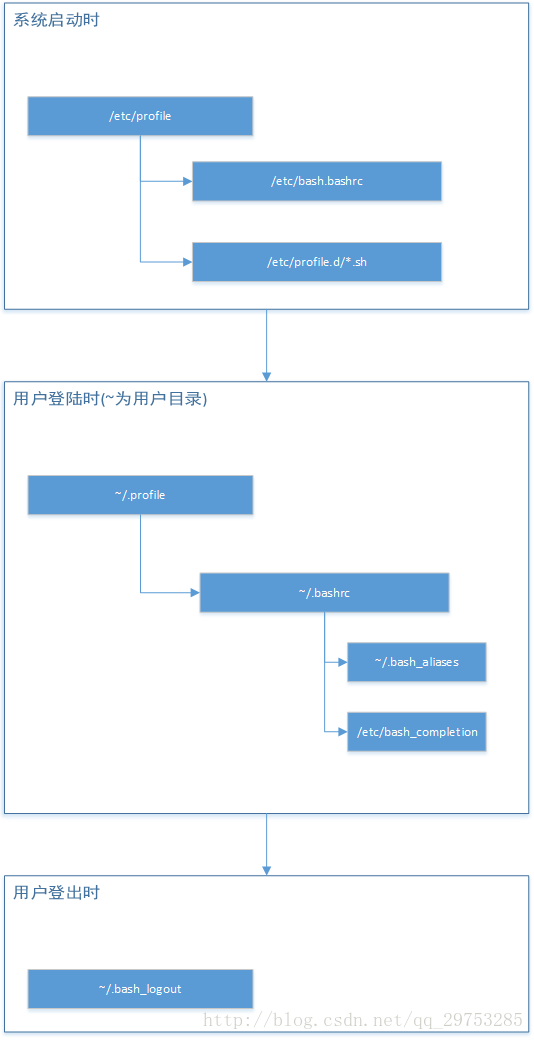 系统启动时
/etc/profile
/etc/bash.bashrc
/etc/profile.d/*.sh
用户登陆时(~为用户目录)
~/.profile
~/.bashrc
~/.bash_aliases
/etc/bash_completion
用户登出时
~/.bash_logout
http://blog.csdn.net/qq_29753285